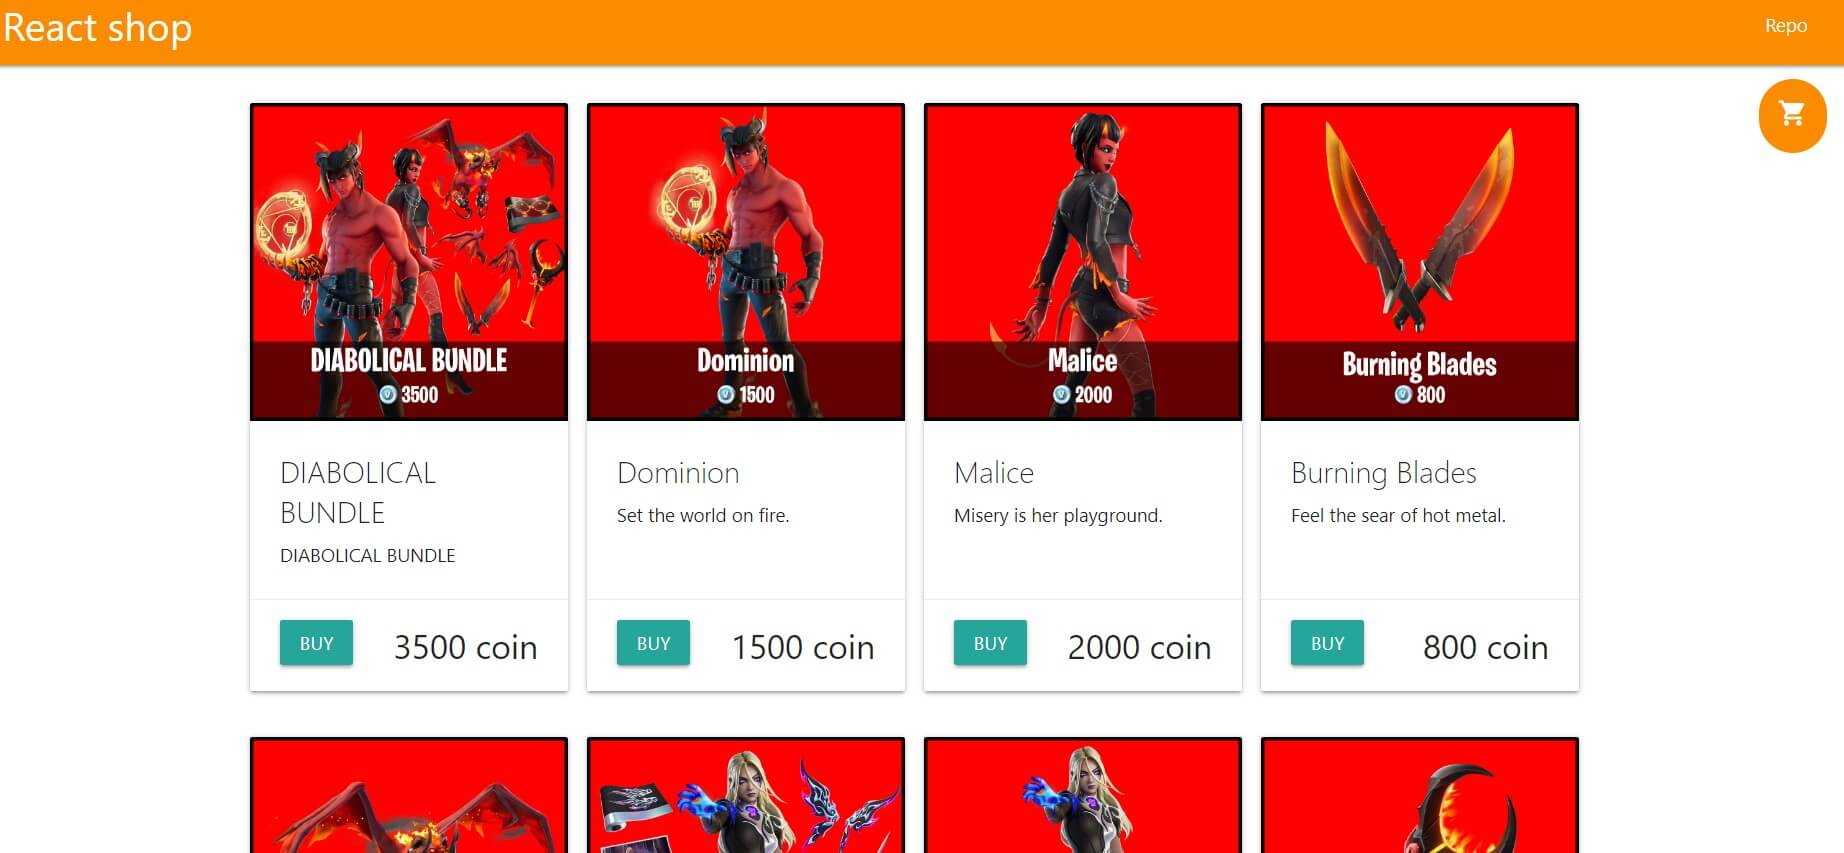 React shop
Repo
DIABOLICAL BUNDLE
3500
Dominion
1500
Malice
2000
Burning Blades
800
DIABOLICAL
BUNDLE
DIABOLICAL BUNDLE
Dominion
Set the world on fire.
Malice
Misery is her playground.
Burning Blades
Feel the sear of hot metal.
BUY
3500 coin
BUY
1500 coin
BUY
2000 coin
BUY
800 coin